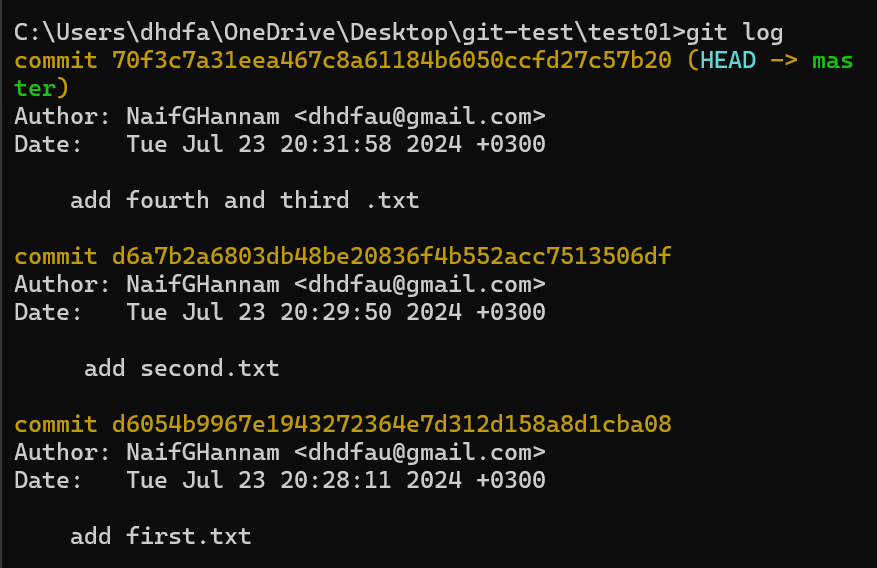 C:\Users\dhdfa\OneDrive\Desktop\git-test\test01>git log
commit 70f3c7a31eea467c8a61184b6050ccfd27c57b20 (HEAD -> mas
ter)
Author: NaifGHannam <dhdfau@gmail.com>
Date:   Tue Jul 23 20:31:58 2024 +0300

    add fourth and third .txt

commit d6a7b2a6803db48be20836f4b552acc7513506df
Author: NaifGHannam <dhdfau@gmail.com>
Date:   Tue Jul 23 20:29:50 2024 +0300

     add second.txt

commit d6054b9967e1943272364e7d312d158a8d1cba08
Author: NaifGHannam <dhdfau@gmail.com>
Date:   Tue Jul 23 20:28:11 2024 +0300

    add first.txt